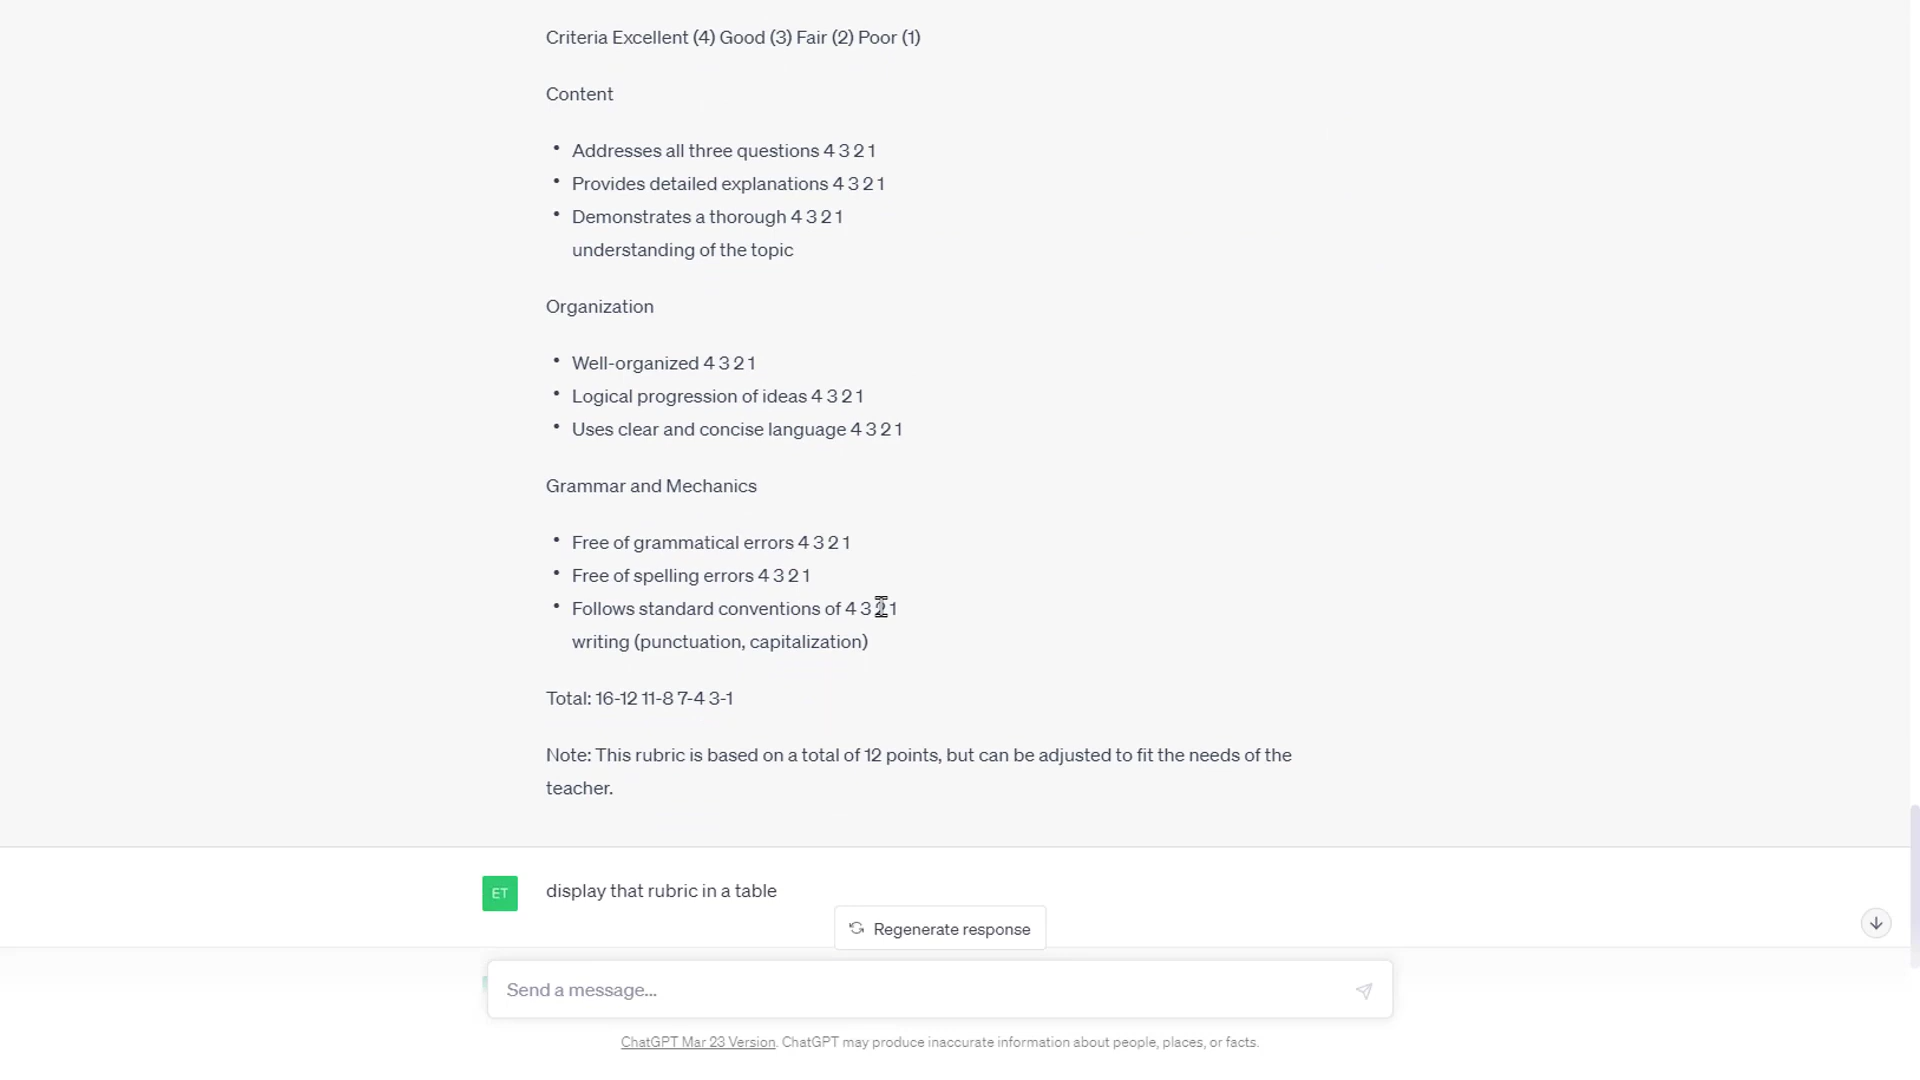 Criteria Excellent (4) Good (3) Fair (2) Poor (1)
Content
• Addresses all three questions 4 3 2 1
• Provides detailed explanations 4 3 2 1
• Demonstrates a thorough 4 3 2 1
understanding of the topic
Organization
• Well-organized 4 3 2 1
• Logical progression of ideas 4 3 2 1
• Uses clear and concise language 4 3 2 1
Grammar and Mechanics
• Free of grammatical errors 4 3 2 1
• Free of spelling errors 4 3 2 1
• Follows standard conventions of 4 3 2 1
writing (punctuation, capitalization)
Total: 16-12 11-8 7-4 3-1
Note: This rubric is based on a total of 12 points, but can be adjusted to fit the needs of the
teacher.
ET
display that rubric in a table
Regenerate response
Send a message...
ChatGPT Mar 23 Version. ChatGPT may produce inaccurate information about people, places, or facts.